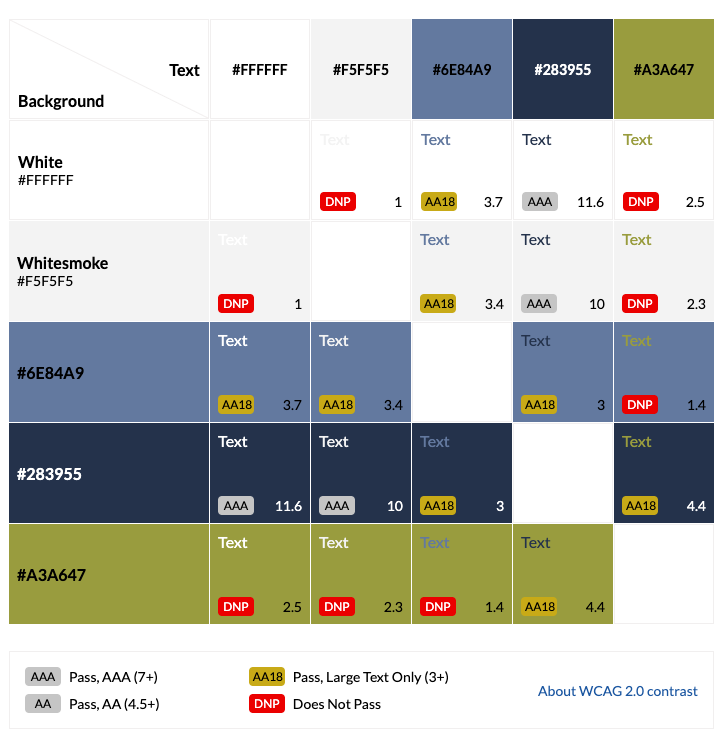 Text
Background
#FFFFFF #F5F5F5 #6E84A9 #283955 #A3A647
White
#FFFFFF
Text Text Text Text
DNP 1 AA18 3.7 AAA 11.6 DNP 2.5
Whitesmoke
#F5F5F5
Text Text Text Text
DNP 1 AA18 3.4 AAA 10 DNP 2.3
#6E84A9
Text Text Text Text
AA18 3.7 AA18 3.4 AA18 3 DNP 1.4
#283955
Text Text Text Text
AAA 11.6 AAA 10 AA18 3 AA18 4.4
#A3A647
Text Text Text Text
DNP 2.5 DNP 2.3 DNP 1.4 AA18 4.4
AAA Pass, AAA (7+) AA18 Pass, Large Text Only (3+)
About WCAG 2.0 contrast
AA Pass, AA (4.5+) DNP Does Not Pass